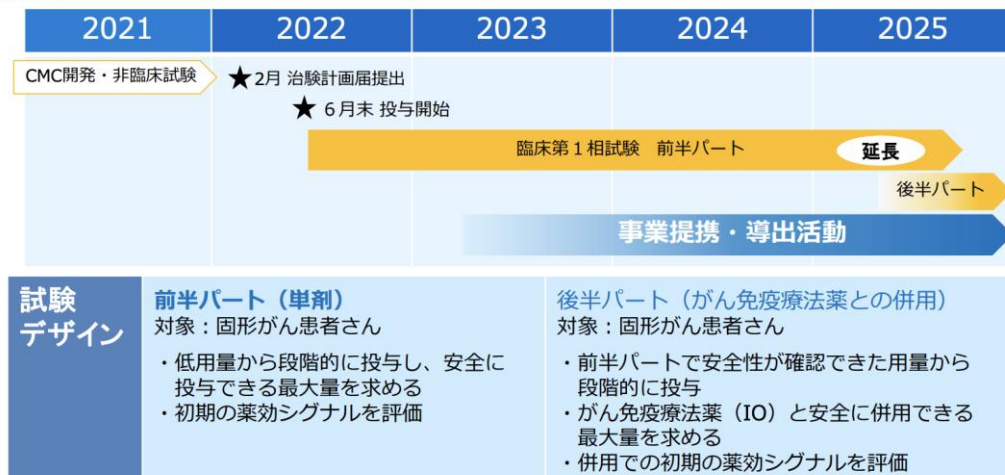 2021 2022 2023 2024 2025
CMC開発・非臨床試験
★2月 治験計画届提出
★ 6月末 投与開始
臨床第1相試験 前半パート
延長
後半パート
事業提携・導出活動
試験
デザイン
前半パート（単剤）
対象：固形がん患者さん
・低用量から段階的に投与し、安全に
投与できる最大量を求める
・初期の薬効シグナルを評価
後半パート（がん免疫療法薬との併用）
対象：固形がん患者さん
・前半パートで安全性が確認できた用量から
段階的に投与
・がん免疫療法薬（IO）と安全に併用できる
最大量を求める
・併用での初期の薬効シグナルを評価